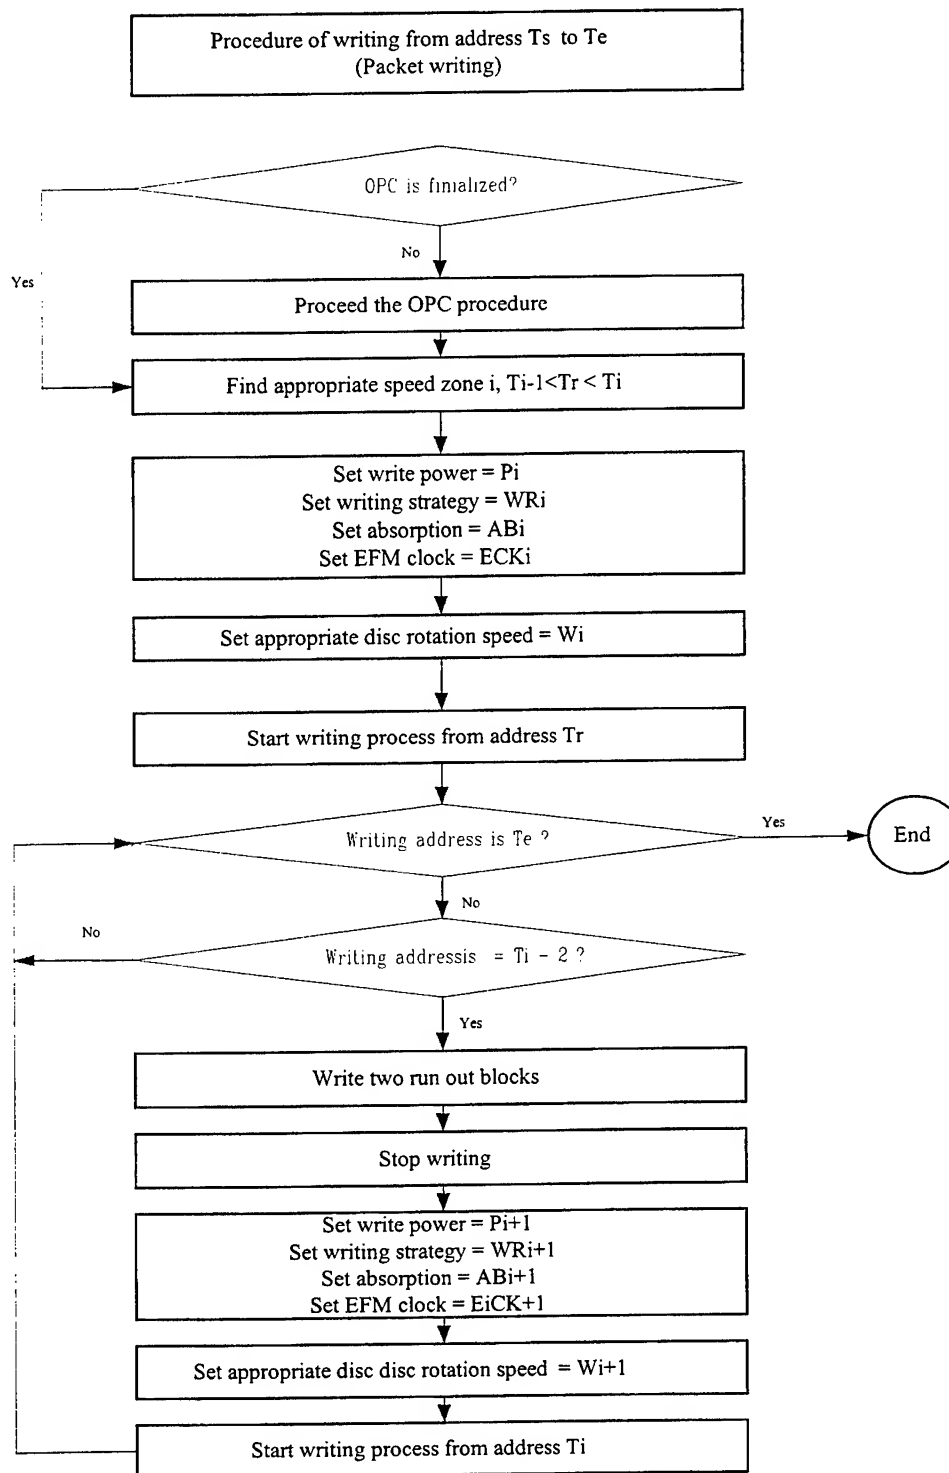 Procedure of writing from address Ts to Te
(Packet writing)
OPC is finialized?
No
Yes
Proceed the OPC procedure
Find appropriate speed zone i, Ti-1<Tr < Ti
Set write power = Pi
Set writing strategy = WRi
Set absorption = ABi
Set EFM clock = ECKi
Set appropriate disc rotation speed = Wi
Start writing process from address Tr
Writing address is Te ?
Yes
End
No
No
Writing addressis = Ti - 2 ?
Yes
Write two run out blocks
Stop writing
Set write power = Pi+1
Set writing strategy = WRi+1
Set absorption = ABi+1
Set EFM clock = EiCK+1
Set appropriate disc disc rotation speed = Wi+1
Start writing process from address Ti